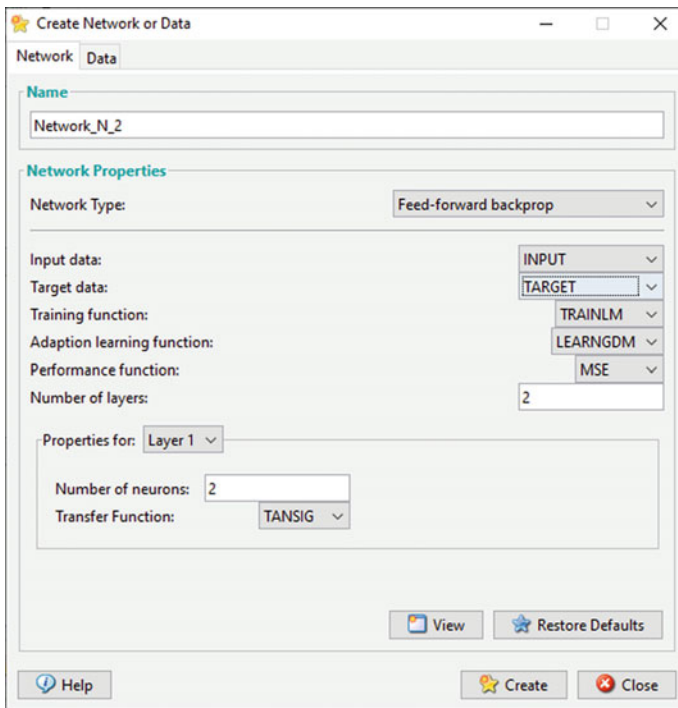 Create Network or Data
Network Data
Name
Network_N_2
Network Properties
Network Type: Feed-forward backprop
Input data: INPUT
Target data: TARGET
Training function: TRAINLM
Adaption learning function: LEARNGDM
Performance function: MSE
Number of layers: 2
Properties for: Layer 1
Number of neurons: 2
Transfer Function: TANSIG
View Restore Defaults
Help Create Close